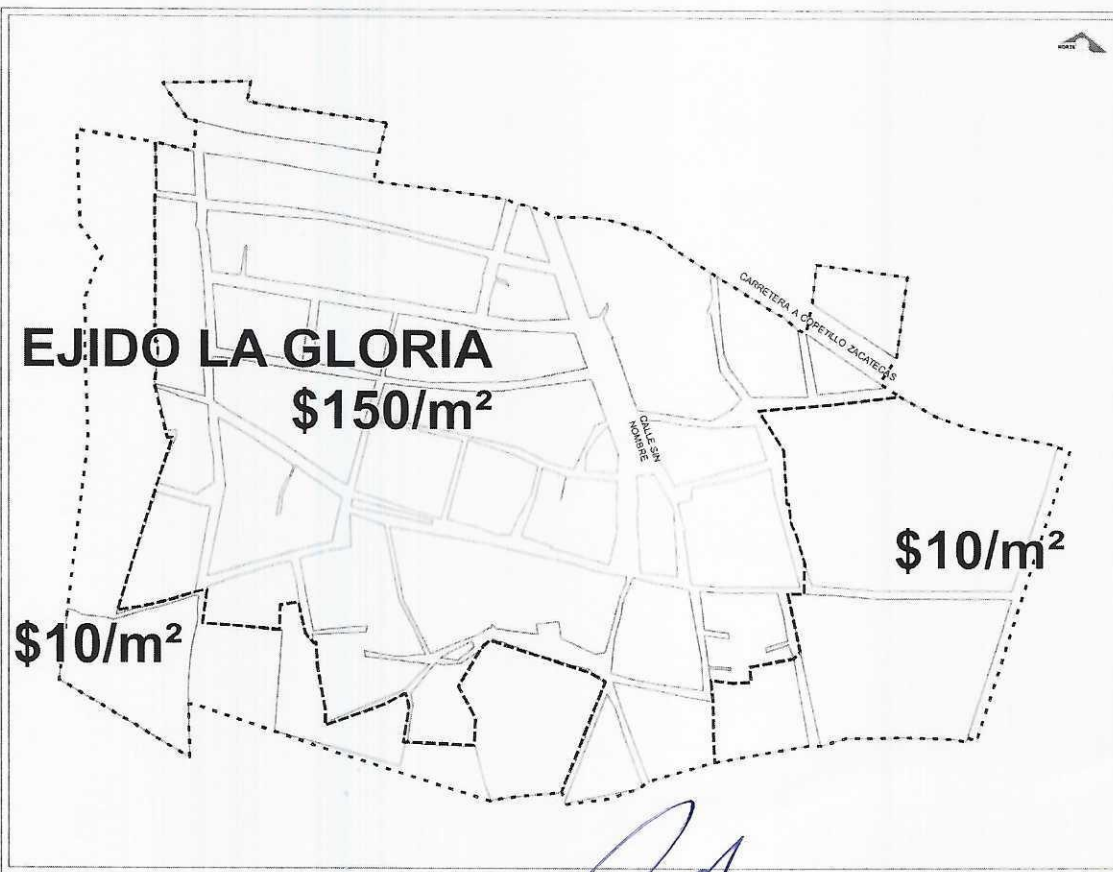 NORTE
CARRETERA A COPETILLO ZACATECAS
EJIDO LA GLORIA
$150/m²
CALLE SIN
NOMBRE
$10/m²
$10/m²